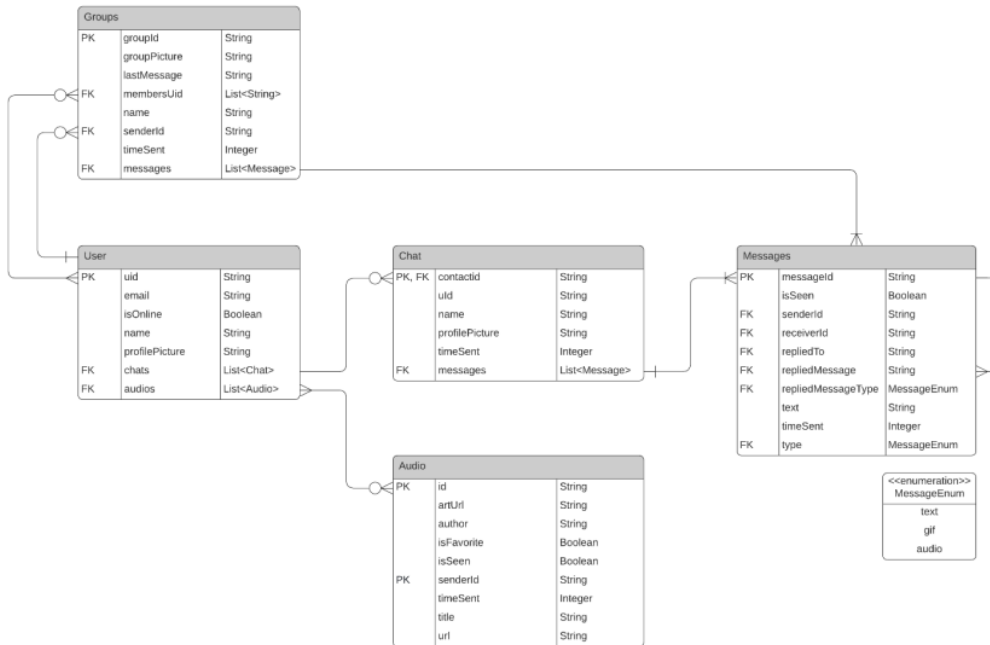 Groups
PK groupId String
groupPicture String
lastMessage String
FK membersUid List<String>
name String
FK senderId String
timeSent Integer
FK messages List<Message>
User
PK uid String
email String
isOnline Boolean
name String
profilePicture String
FK chats List<Chat>
FK audios List<Audio>
Chat
PK, FK contactid String
uId String
name String
profilePicture String
timeSent Integer
FK messages List<Message>
Messages
PK messageId String
isSeen Boolean
FK senderId String
FK receiverId String
FK repliedTo String
FK repliedMessage String
FK repliedMessageType MessageEnum
text String
timeSent Integer
FK type MessageEnum
Audio
PK id String
artUrl String
author String
isFavorite Boolean
isSeen Boolean
PK senderId String
timeSent Integer
title String
url String
<<enumeration>>
MessageEnum
text
gif
audio